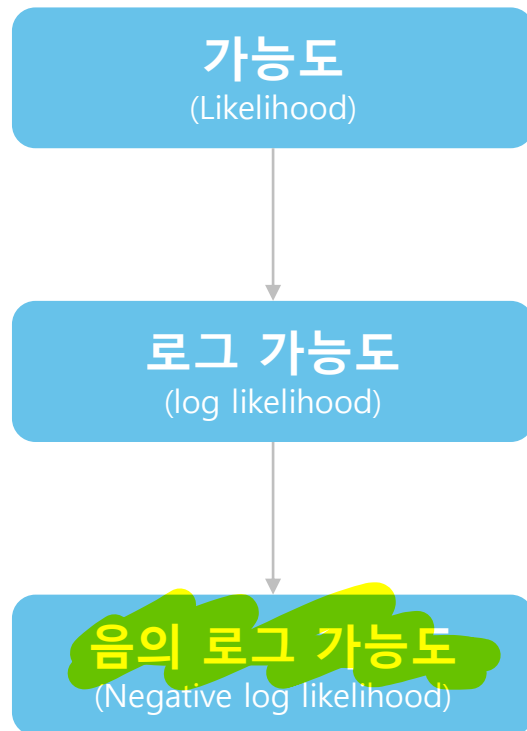 가능도
(Likelihood)
로그 가능도
(log likelihood)
음의 로그 가능도
(Negative log likelihood)